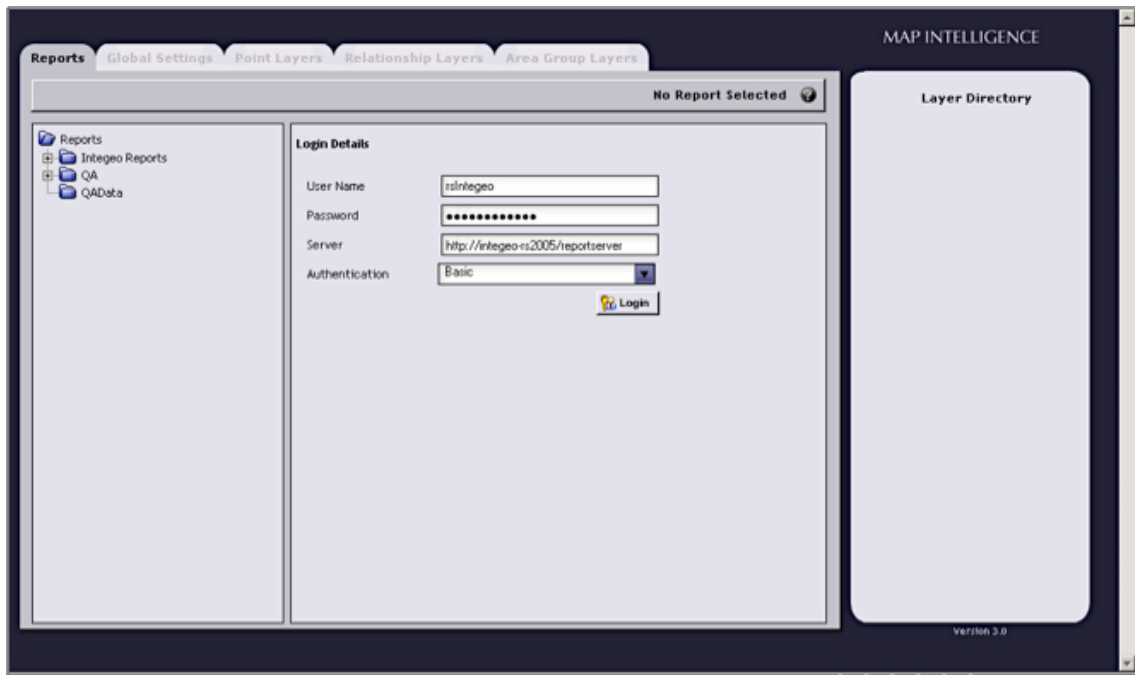 MAP INTELLIGENCE
Reports Global Settings Point Layers Relationship Layers Area Group Layers
No Report Selected
Layer Directory
Reports
Integeo Reports
QA
QAData
Login Details
User Name rsIntegeo
Password ●●●●●●●●●●●●
Server http://integeo-rs2005/reportserver
Authentication Basic
Login
Version 3.0